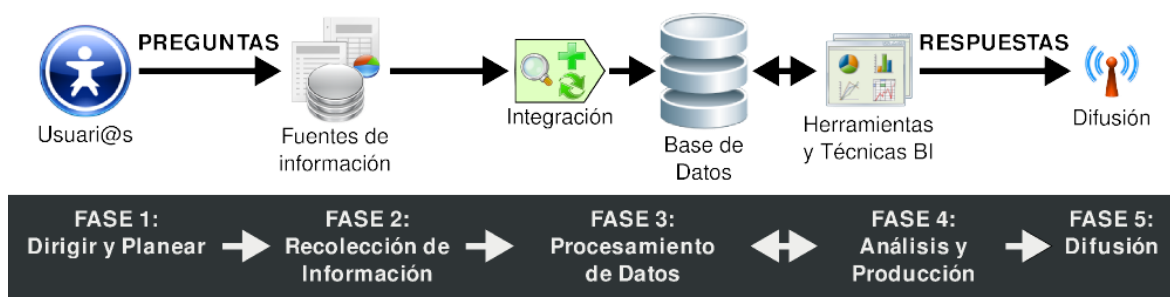 PREGUNTAS
RESPUESTAS
Usuari@s
Fuentes de
información
Integración
Base de
Datos
Herramientas
y Técnicas BI
Difusión
FASE 1:
Dirigir y Planear
FASE 2:
Recolección de
Información
FASE 3:
Procesamiento
de Datos
FASE 4:
Análisis y
Producción
FASE 5:
Difusión